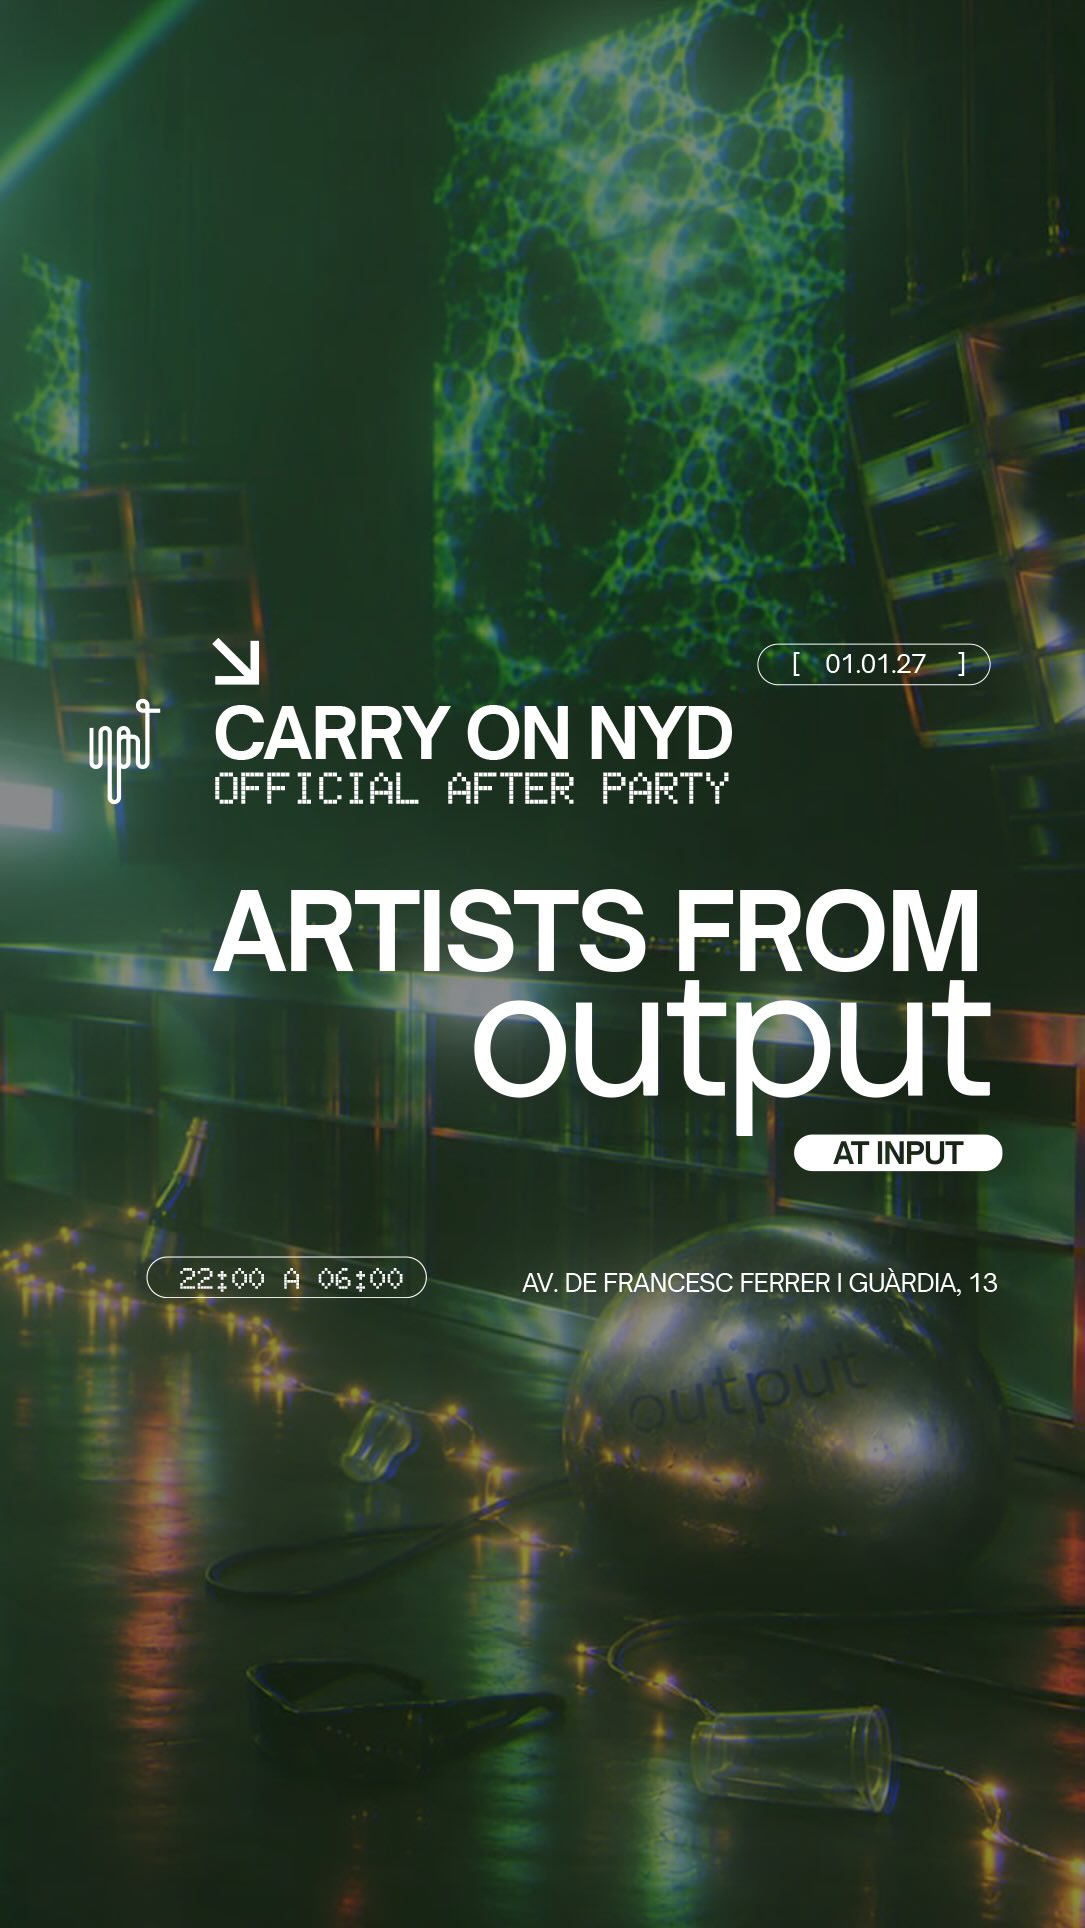 [ 01.01.27 ]
CARRY ON NYD
OFFICIAL AFTER PARTY
ARTISTS FROM
output
AT INPUT
22:00 A 06:00
AV. DE FRANCESC FERRER I GUÀRDIA, 13
output